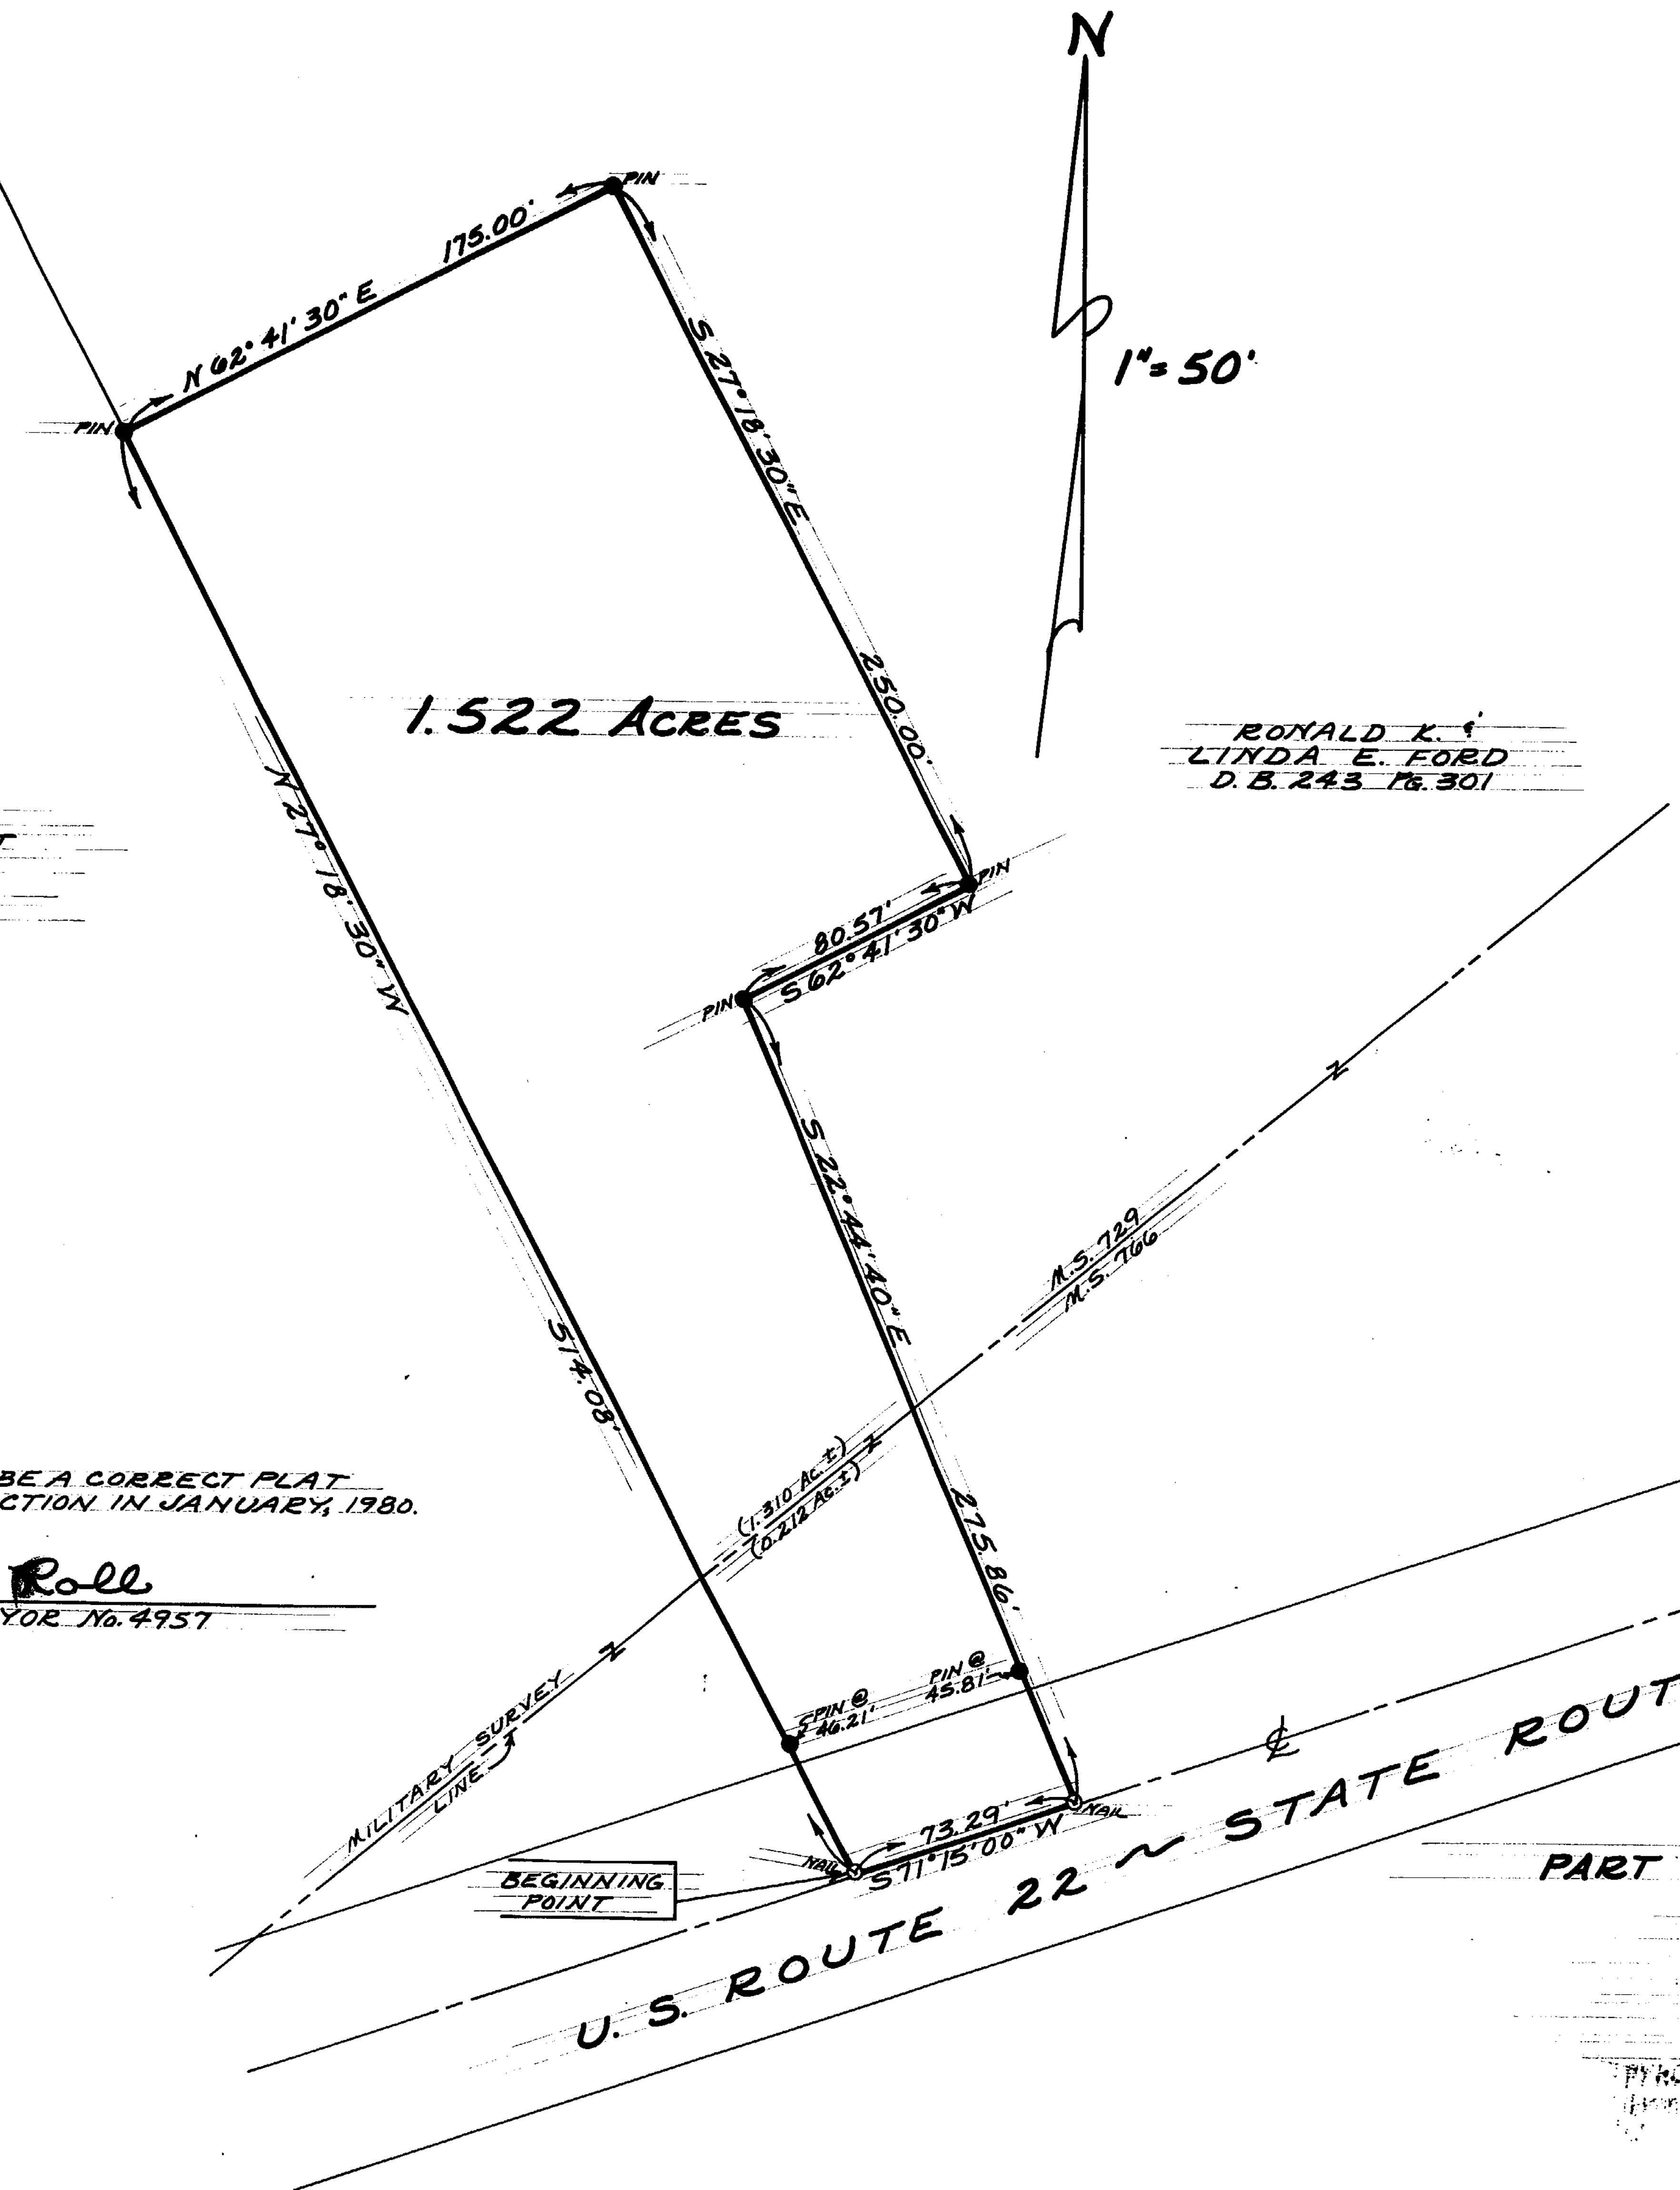 N
1"= 50'
PIN
175.00'
N 62° 41' 30" E
PIN
S 27° 18' 30" E
250.00'
1.522 ACRES
RONALD K. &
LINDA E. FORD
D. B. 243 PG. 301
N 27° 18' 30" W
514.08'
PIN
80.57'
S 62° 41' 30" W
PIN
S 22° 44' 40" E
275.86'
M.S. 729
M.S. 766
(1.310 Ac.±)
(0.212 Ac.±)
BE A CORRECT PLAT
CTION IN JANUARY, 1980.
Roll
YOR No. 4957
PIN @
45.81'
PIN @
46.21'
MILITARY SURVEY
LINE
73.29'
NAIL
NAIL
S 71° 15' 00" W
BEGINNING
POINT
U. S. ROUTE 22 ~ STATE ROUT
PART